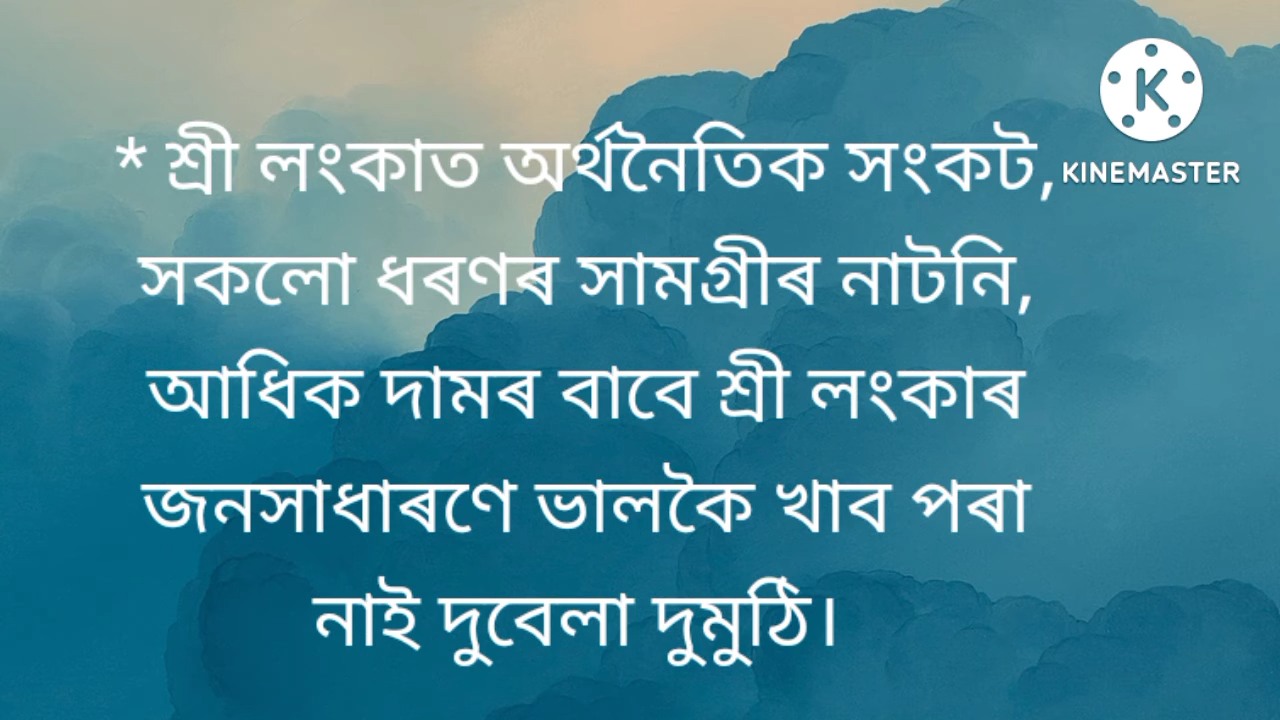 * শ্ৰী লংকাত অৰ্থনৈতিক সংকট,
সকলো ধৰণৰ সামগ্ৰীৰ নাটনি,
আধিক দামৰ বাবে শ্ৰী লংকাৰ
জনসাধাৰণে ভালকৈ খাব পৰা
নাই দুবেলা দুমুঠি।
K
KINEMASTER